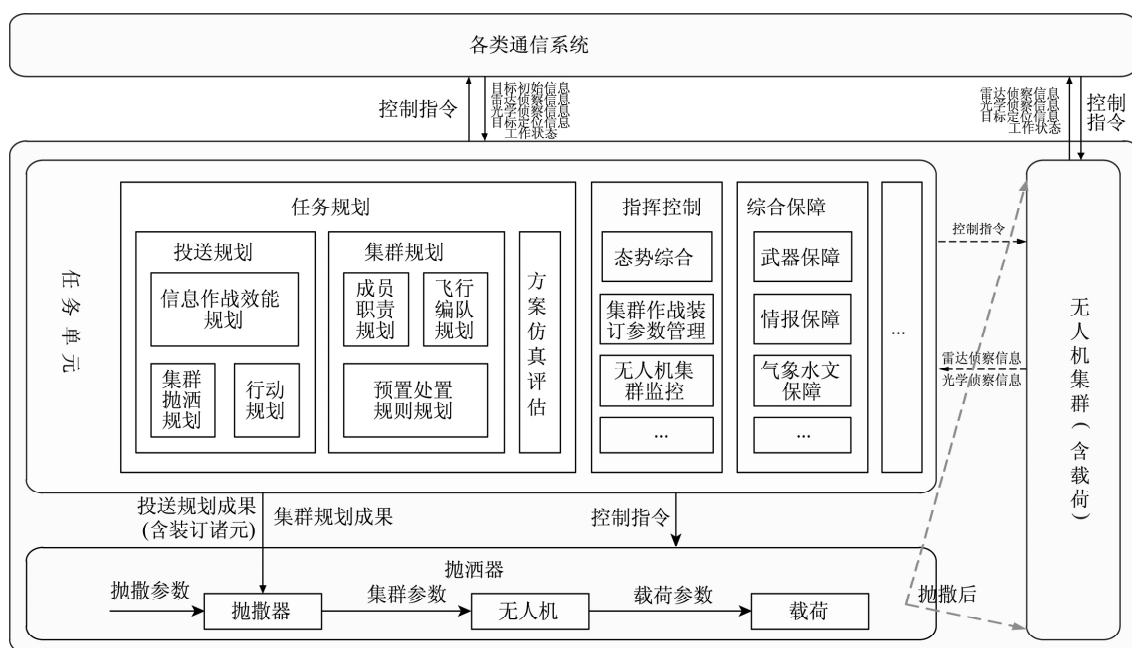 各类通信系统
控制指令
目标初始信息
雷达侦察信息
光学侦察信息
目标定位信息
工作状态
雷达侦察信息
光学侦察信息
目标定位信息
工作状态
控制
指令
任务单元
任务规划
投送规划
信息作战效能
规划
集群
抛洒
规划
行动
规划
集群规划
成员
职责
规划
飞行
编队
规划
预置处置
规则规划
方案仿真评估
指挥控制
态势综合
集群作战装
订参数管理
无人机集
群监控
...
综合保障
武器保障
情报保障
气象水文
保障
...
...
控制指令
雷达侦察信息
光学侦察信息
无人机集群(含载荷)
投送规划成果
(含装订诸元)
集群规划成果
控制指令
抛洒器
抛撒参数
抛撒器
集群参数
无人机
载荷参数
载荷
抛撒后